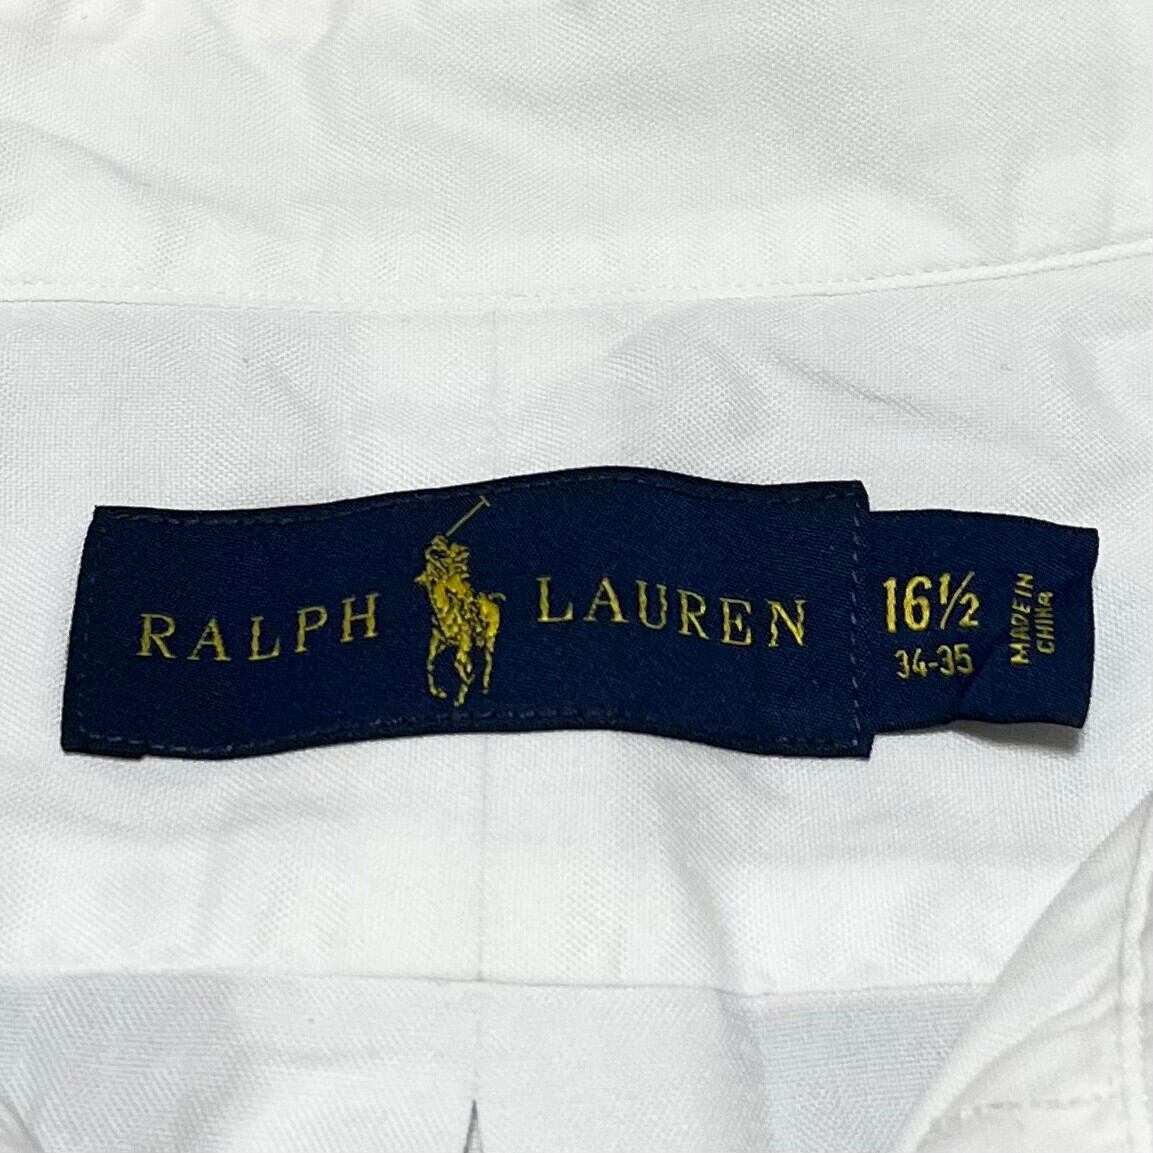 RALPH LAUREN
16½
34-35
MADE IN
CHINA